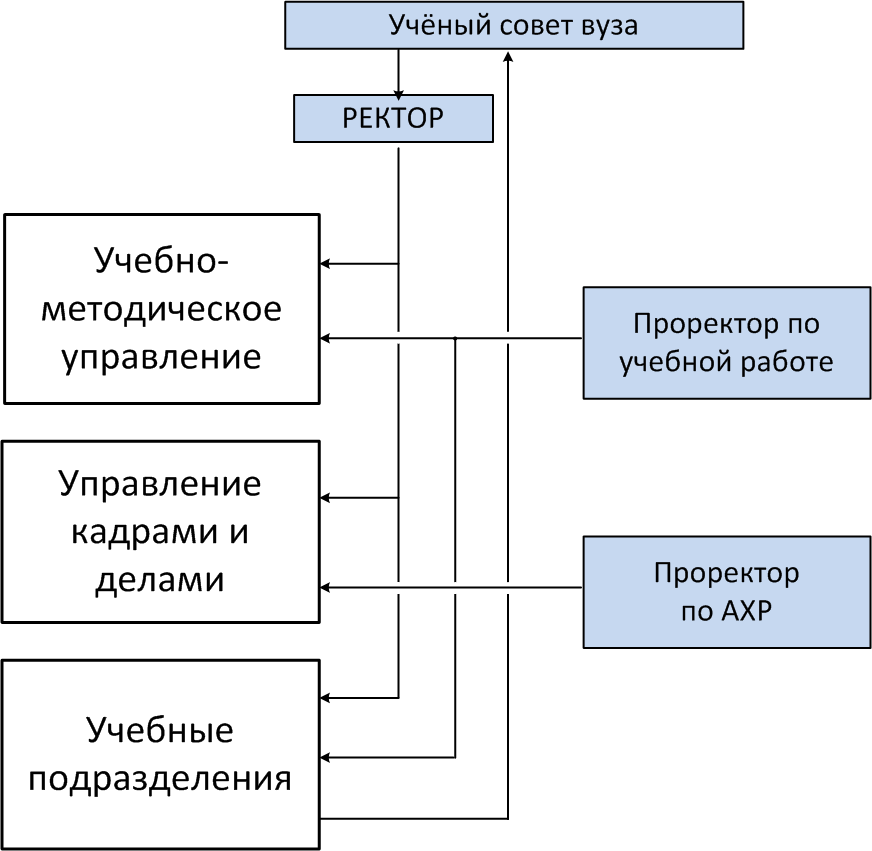 Учёный совет вуза
РЕКТОР
Учебно-
методическое
управление
Проректор по
учебной работе
Управление
кадрами и
делами
Проректор
по АХР
Учебные
подразделения